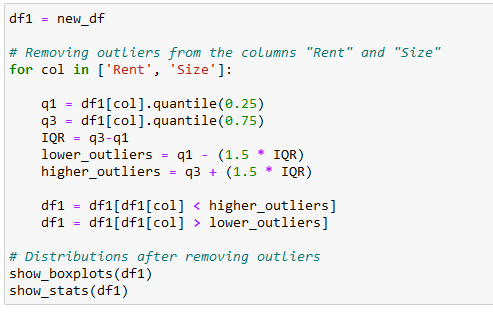 df1 = new_df
# Removing outliers from the columns "Rent" and "Size"
for col in ['Rent', 'Size']:
    q1 = df1[col].quantile(0.25)
    q3 = df1[col].quantile(0.75)
    IQR = q3-q1
    lower_outliers = q1 - (1.5 * IQR)
    higher_outliers = q3 + (1.5 * IQR)
    df1 = df1[df1[col] < higher_outliers]
    df1 = df1[df1[col] > lower_outliers]
# Distributions after removing outliers
show_boxplots(df1)
show_stats(df1)